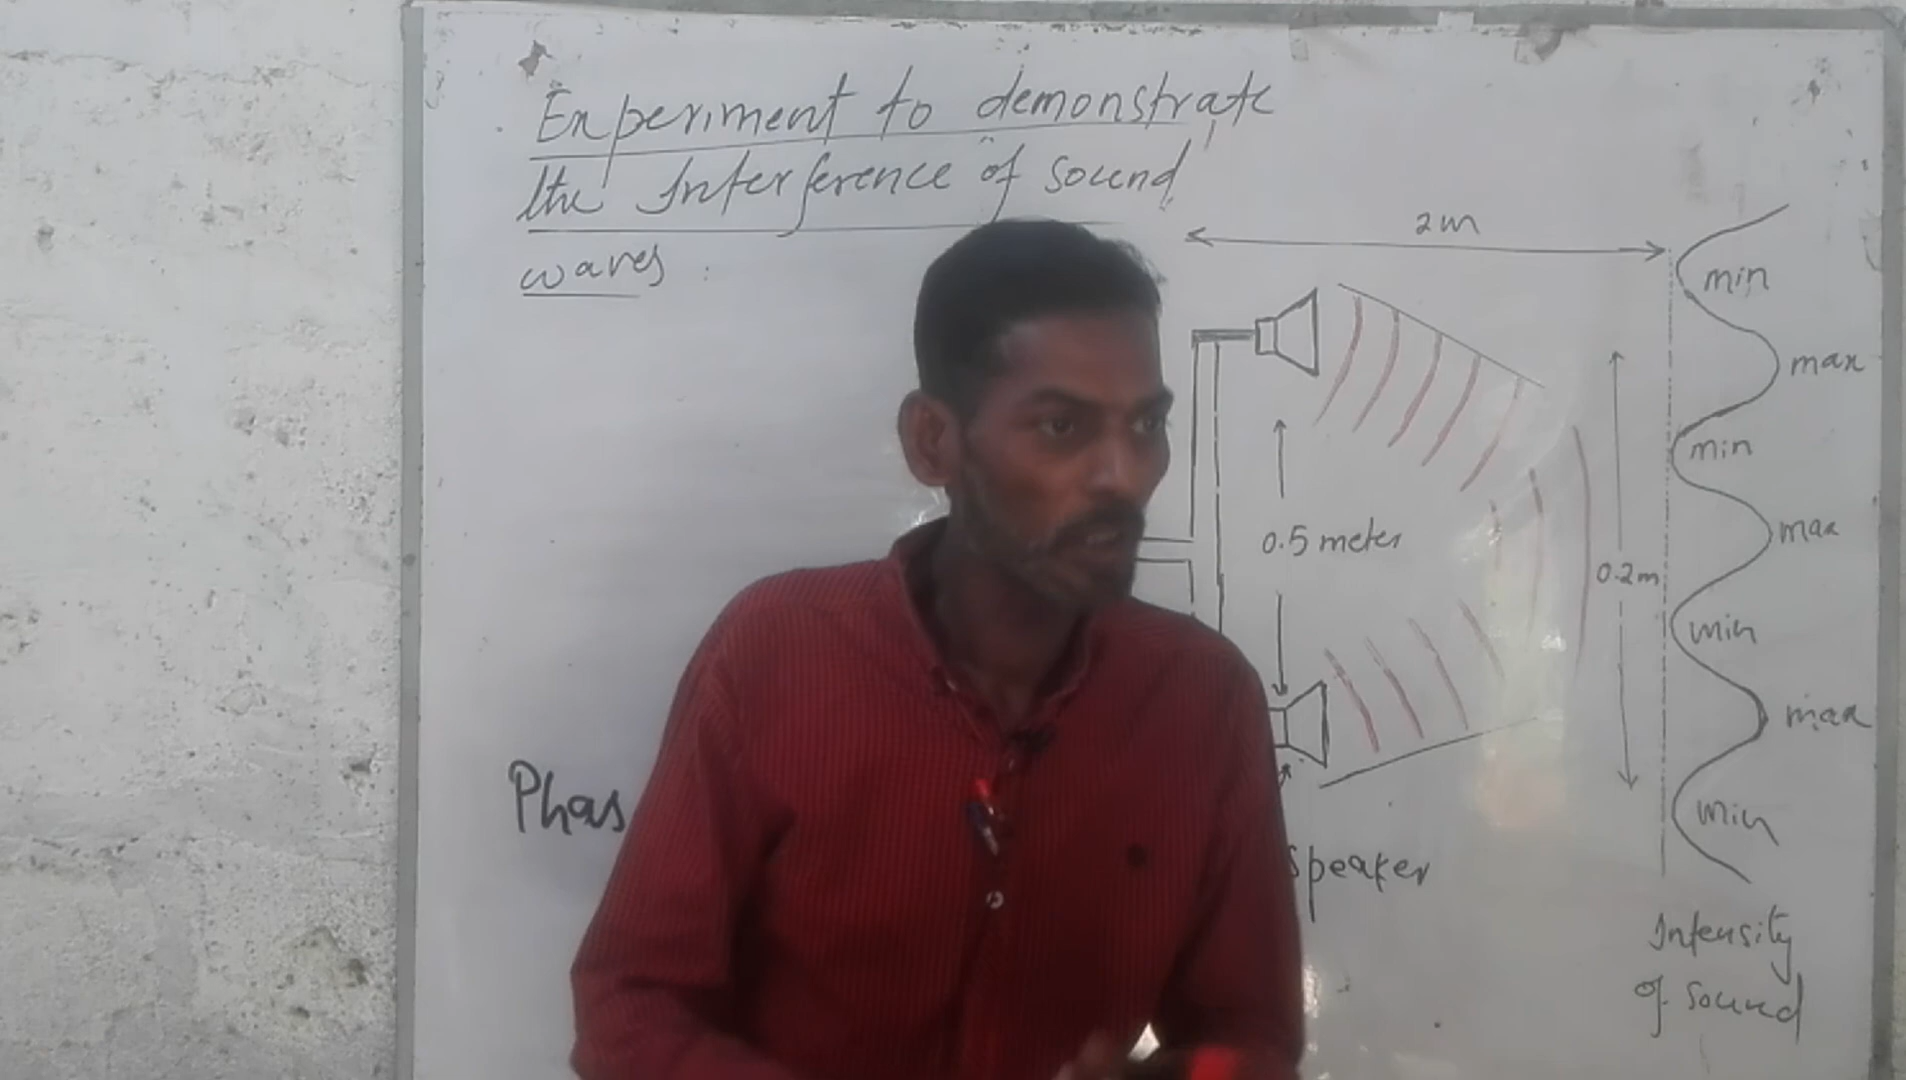 Experiment to demonstrate
the Interference of sound
waves :
2m
min
max
min
0.5 meter
max
0.2m
min
max
min
Phas
Speaker
Intensity
of sound